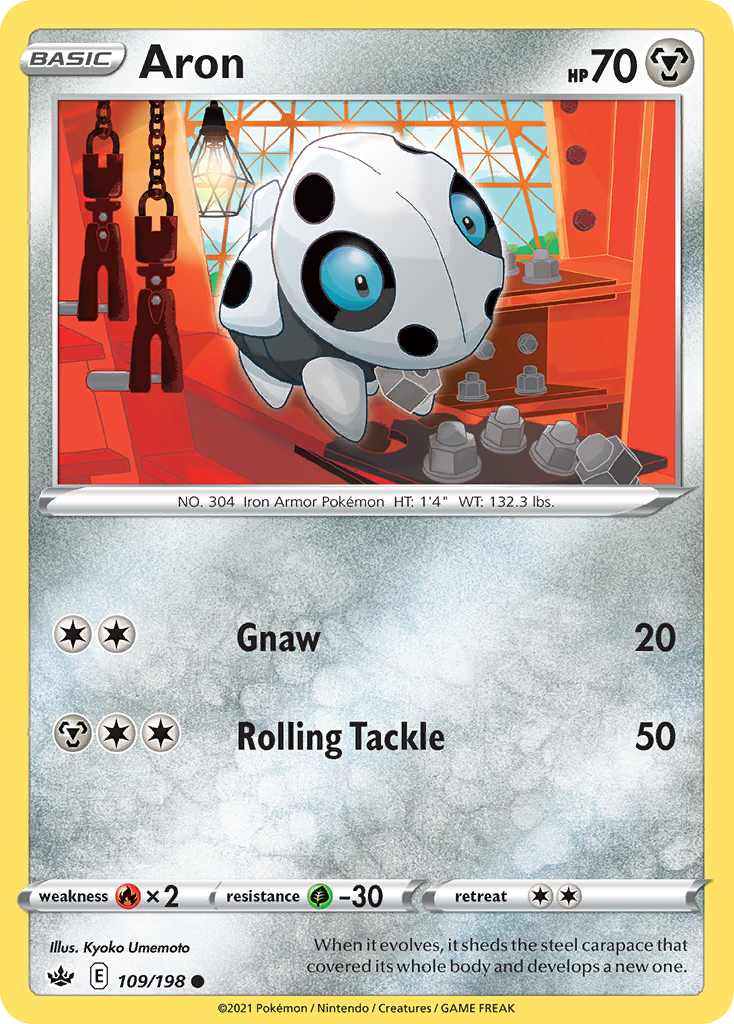 BASIC Aron HP70
NO. 304 Iron Armor Pokémon HT: 1'4" WT: 132.3 lbs.
Gnaw 20
Rolling Tackle 50
weakness ×2 resistance -30 retreat
Illus. Kyoko Umemoto
When it evolves, it sheds the steel carapace that
covered its whole body and develops a new one.
E 109/198
©2021 Pokémon / Nintendo / Creatures / GAME FREAK